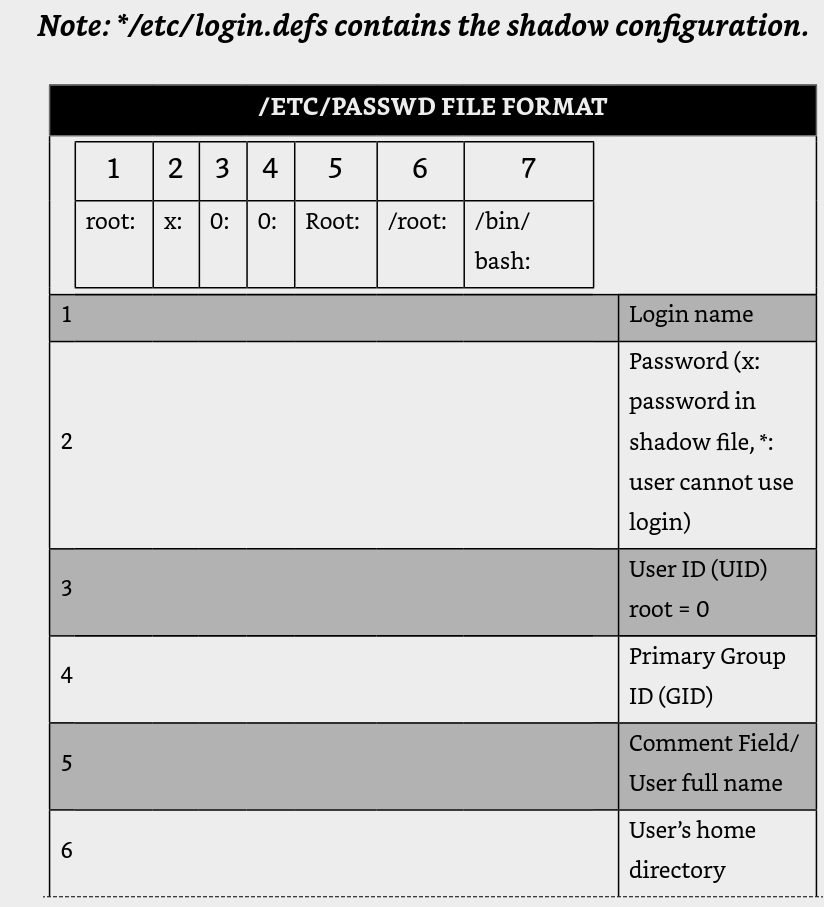 Note: */etc/login.defs contains the shadow configuration.
/ETC/PASSWD FILE FORMAT
1 2 3 4 5 6 7
root: x: 0: 0: Root: /root: /bin/
bash:
1 Login name
2 Password (x:
password in
shadow file, *:
user cannot use
login)
3 User ID (UID)
root = 0
4 Primary Group
ID (GID)
5 Comment Field/
User full name
6 User’s home
directory